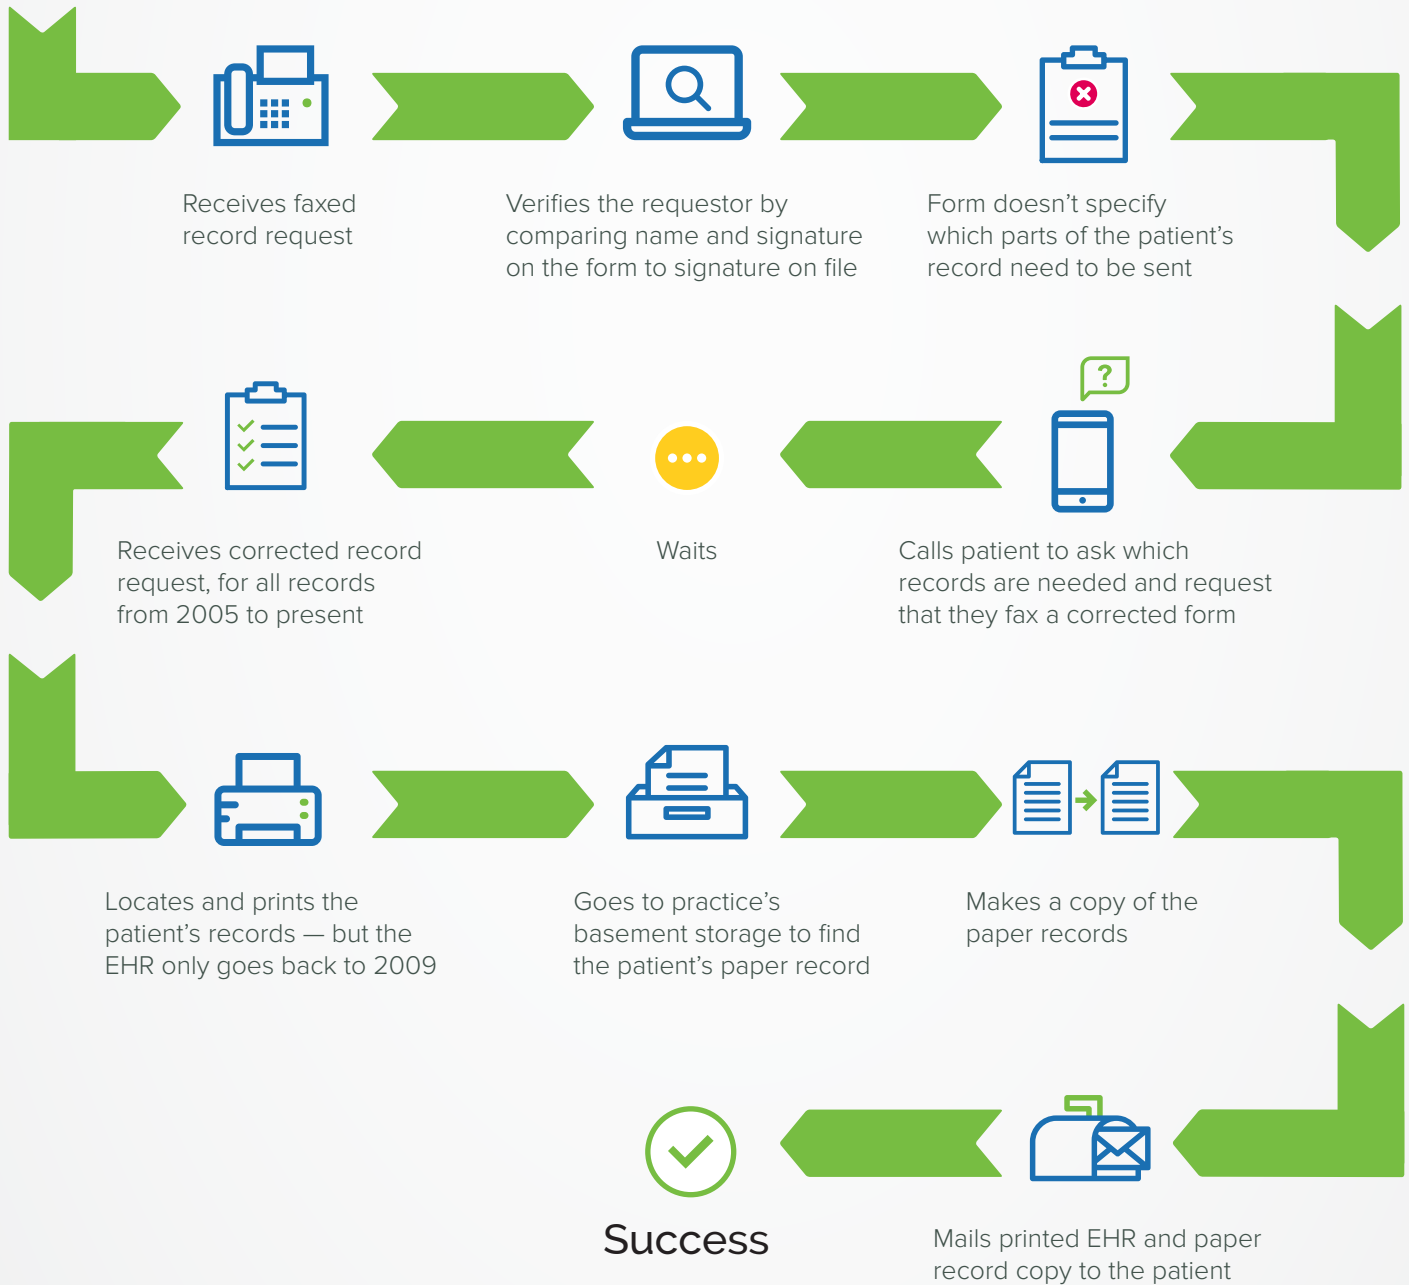 Receives faxed
record request
Verifies the requestor by
comparing name and signature
on the form to signature on file
Form doesn’t specify
which parts of the patient’s
record need to be sent
?
Calls patient to ask which
records are needed and request
that they fax a corrected form
Waits
Receives corrected record
request, for all records
from 2005 to present
Locates and prints the
patient’s records — but the
EHR only goes back to 2009
Goes to practice’s
basement storage to find
the patient’s paper record
Makes a copy of the
paper records
Mails printed EHR and paper
record copy to the patient
Success